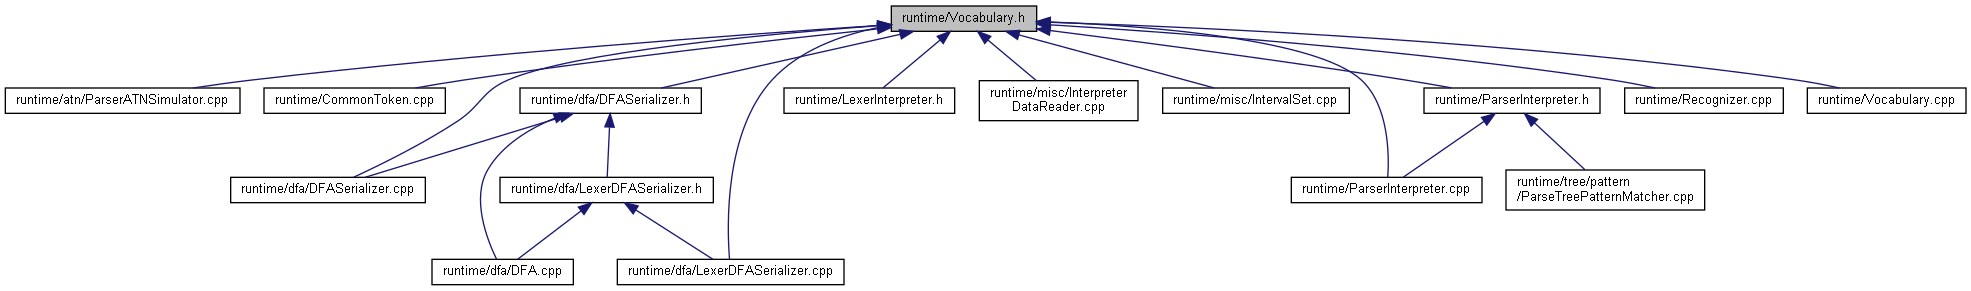 runtime/Vocabulary.h
runtime/atn/ParserATNSimulator.cpp
runtime/CommonToken.cpp
runtime/dfa/DFASerializer.h
runtime/LexerInterpreter.h
runtime/misc/Interpreter
DataReader.cpp
runtime/misc/IntervalSet.cpp
runtime/ParserInterpreter.h
runtime/Recognizer.cpp
runtime/Vocabulary.cpp
runtime/dfa/DFASerializer.cpp
runtime/dfa/LexerDFASerializer.h
runtime/ParserInterpreter.cpp
runtime/tree/pattern
/ParseTreePatternMatcher.cpp
runtime/dfa/DFA.cpp
runtime/dfa/LexerDFASerializer.cpp